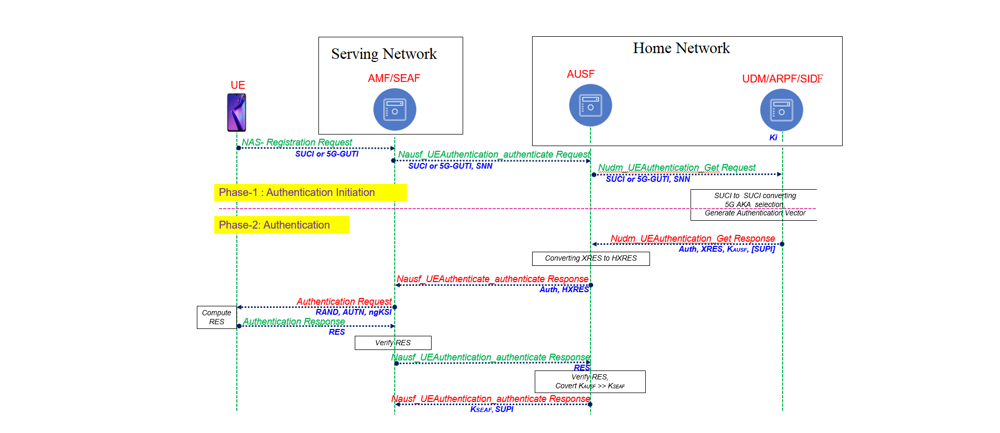 Serving Network
Home Network
UE
AMF/SEAF
AUSF
UDM/ARPF/SIDF
Ki
NAS- Registration Request
SUCI or 5G-GUTI
Nausf_UEAuthentication_authenticate Request
SUCI or 5G-GUTI, SNN
Nudm_UEAuthentication_Get Request
SUCI or 5G-GUTI, SNN
Phase-1 : Authentication Initiation
SUCI to SUCI converting
5G AKA selection,
Generate Authentication Vector
Phase-2: Authentication
Nudm_UEAuthentication_Get Response
Auth, XRES, KAUSF, [SUPI]
Converting XRES to HXRES
Nausf_UEAuthenticate_authenticate Response
Auth, HXRES
Authentication Request
RAND, AUTN, ngKSI
Compute
RES
Authentication Response
RES
Verify RES
Nausf_UEAuthentication_authenticate Response
RES
Verify RES,
Covert KAUSF >> KSEAF
Nausf_UEAuthentication_authenticate Response
KSEAF, SUPI